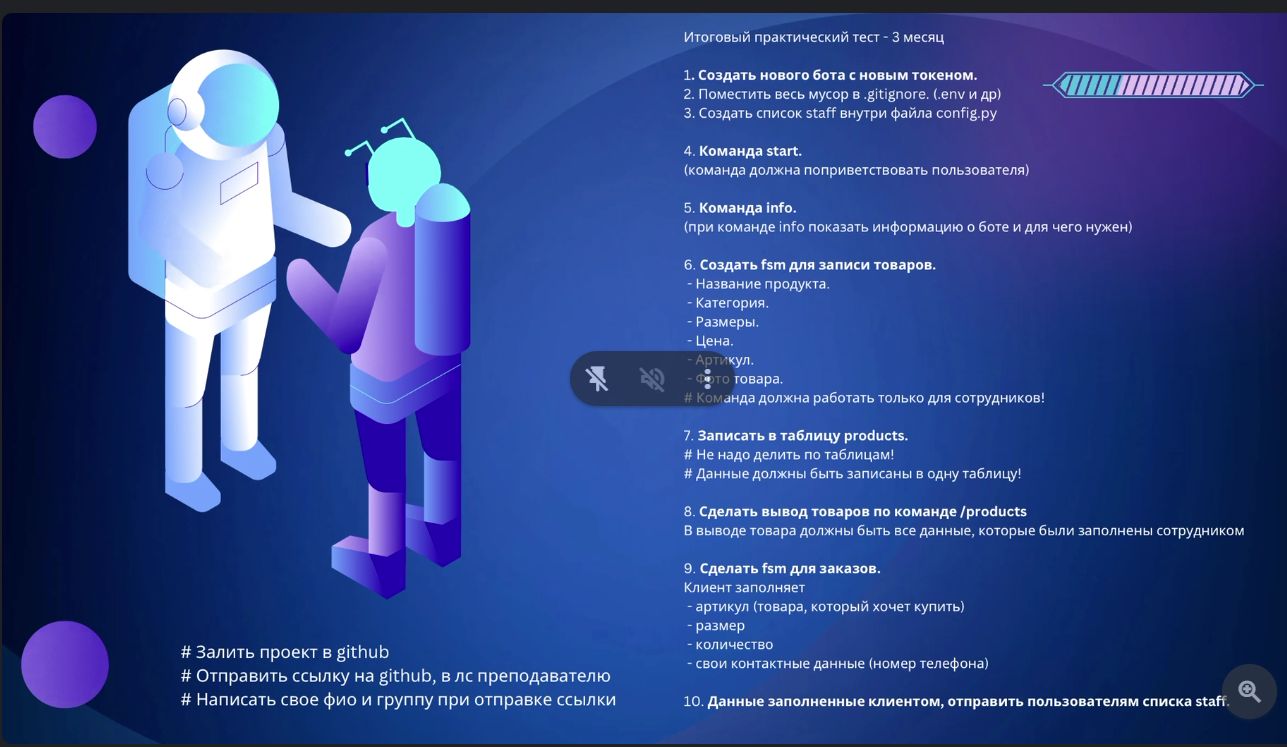 Итоговый практический тест - 3 месяц
1. Создать нового бота с новым токеном.
2. Поместить весь мусор в .gitignore. (.env и др)
3. Создать список staff внутри файла config.py
4. Команда start.
(команда должна поприветствовать пользователя)
5. Команда info.
(при команде info показать информацию о боте и для чего нужен)
6. Создать fsm для записи товаров.
- Название продукта.
- Категория.
- Размеры.
- Цена.
- Артикул.
- Фото товара.
# Команда должна работать только для сотрудников!
7. Записать в таблицу products.
# Не надо делить по таблицам!
# Данные должны быть записаны в одну таблицу!
8. Сделать вывод товаров по команде /products
В выводе товара должны быть все данные, которые были заполнены сотрудником
9. Сделать fsm для заказов.
Клиент заполняет
- артикул (товара, который хочет купить)
- размер
- количество
- свои контактные данные (номер телефона)
10. Данные заполненные клиентом, отправить пользователям списка staff.
# Залить проект в github
# Отправить ссылку на github, в лс преподавателю
# Написать свое фио и группу при отправке ссылки